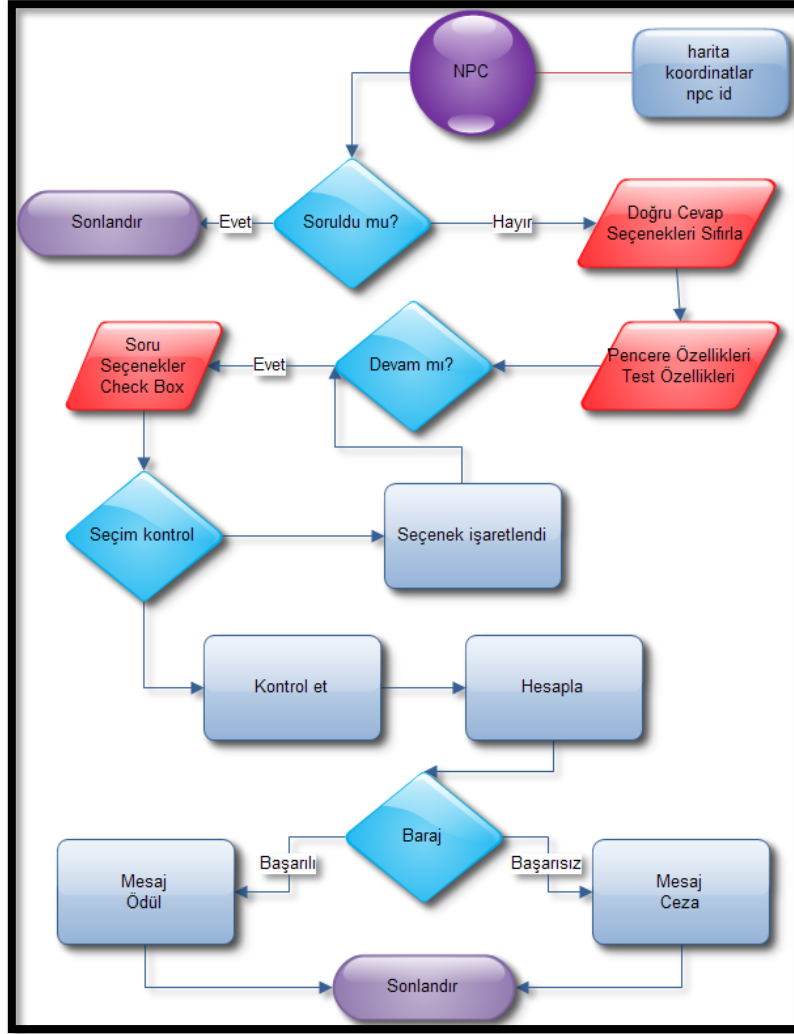 NPC
harita
koordinatlar
npc id
Sonlandır
Evet
Soruldu mu?
Hayır
Doğru Cevap
Seçenekleri Sıfırla
Soru
Seçenekler
Check Box
Evet
Devam mı?
Pencere Özellikleri
Test Özellikleri
Seçim kontrol
Seçenek işaretlendi
Kontrol et
Hesapla
Baraj
Başarılı
Başarısız
Mesaj
Ödül
Mesaj
Ceza
Sonlandır